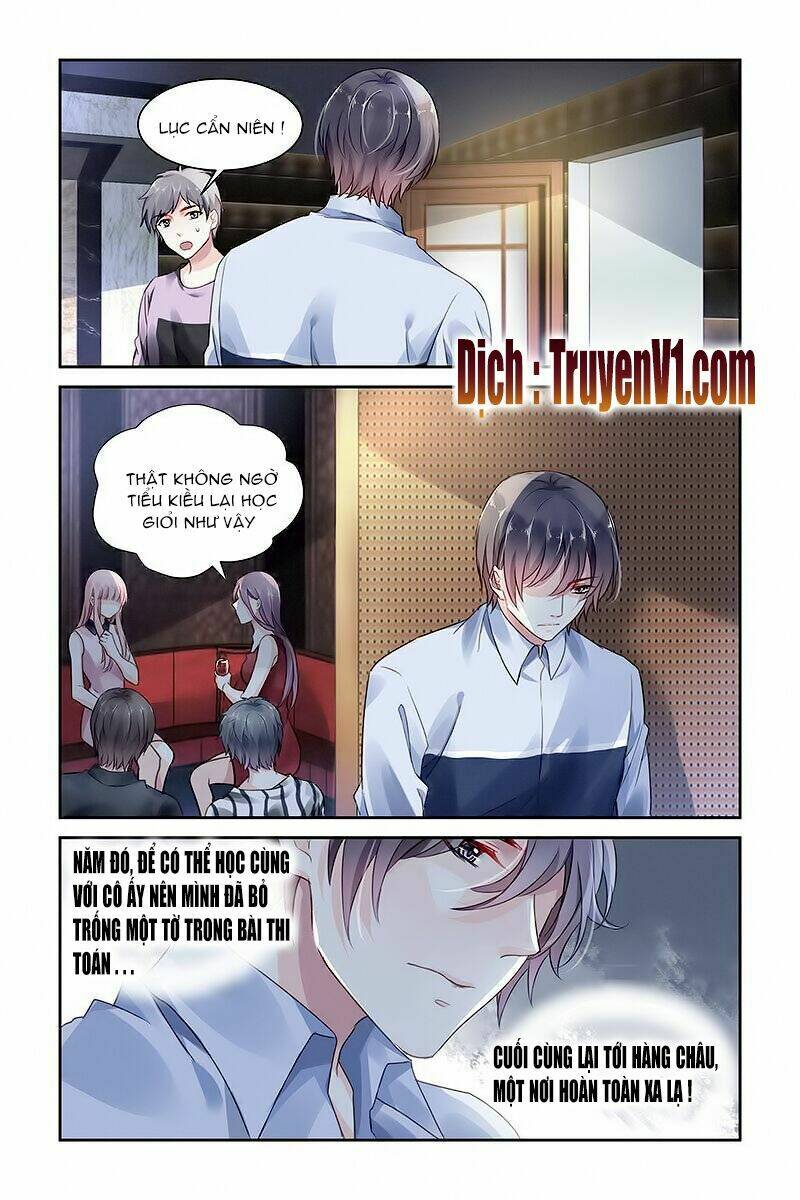 LỤC CẨN NIÊN !
Dịch : TruyenV1.com
THẬT KHÔNG NGỜ
TIỂU KIỀU LẠI HỌC
GIỎI NHƯ VẬY
NĂM ĐÓ, ĐỂ CÓ THỂ HỌC CÙNG
VỚI CÔ ẤY NÊN MÌNH ĐÃ BỎ
TRỐNG MỘT TỜ TRONG BÀI THI
TOÁN . . .
CUỐI CÙNG LẠI TỚI HÀNG CHÂU,
MỘT NƠI HOÀN TOÀN XA LẠ !